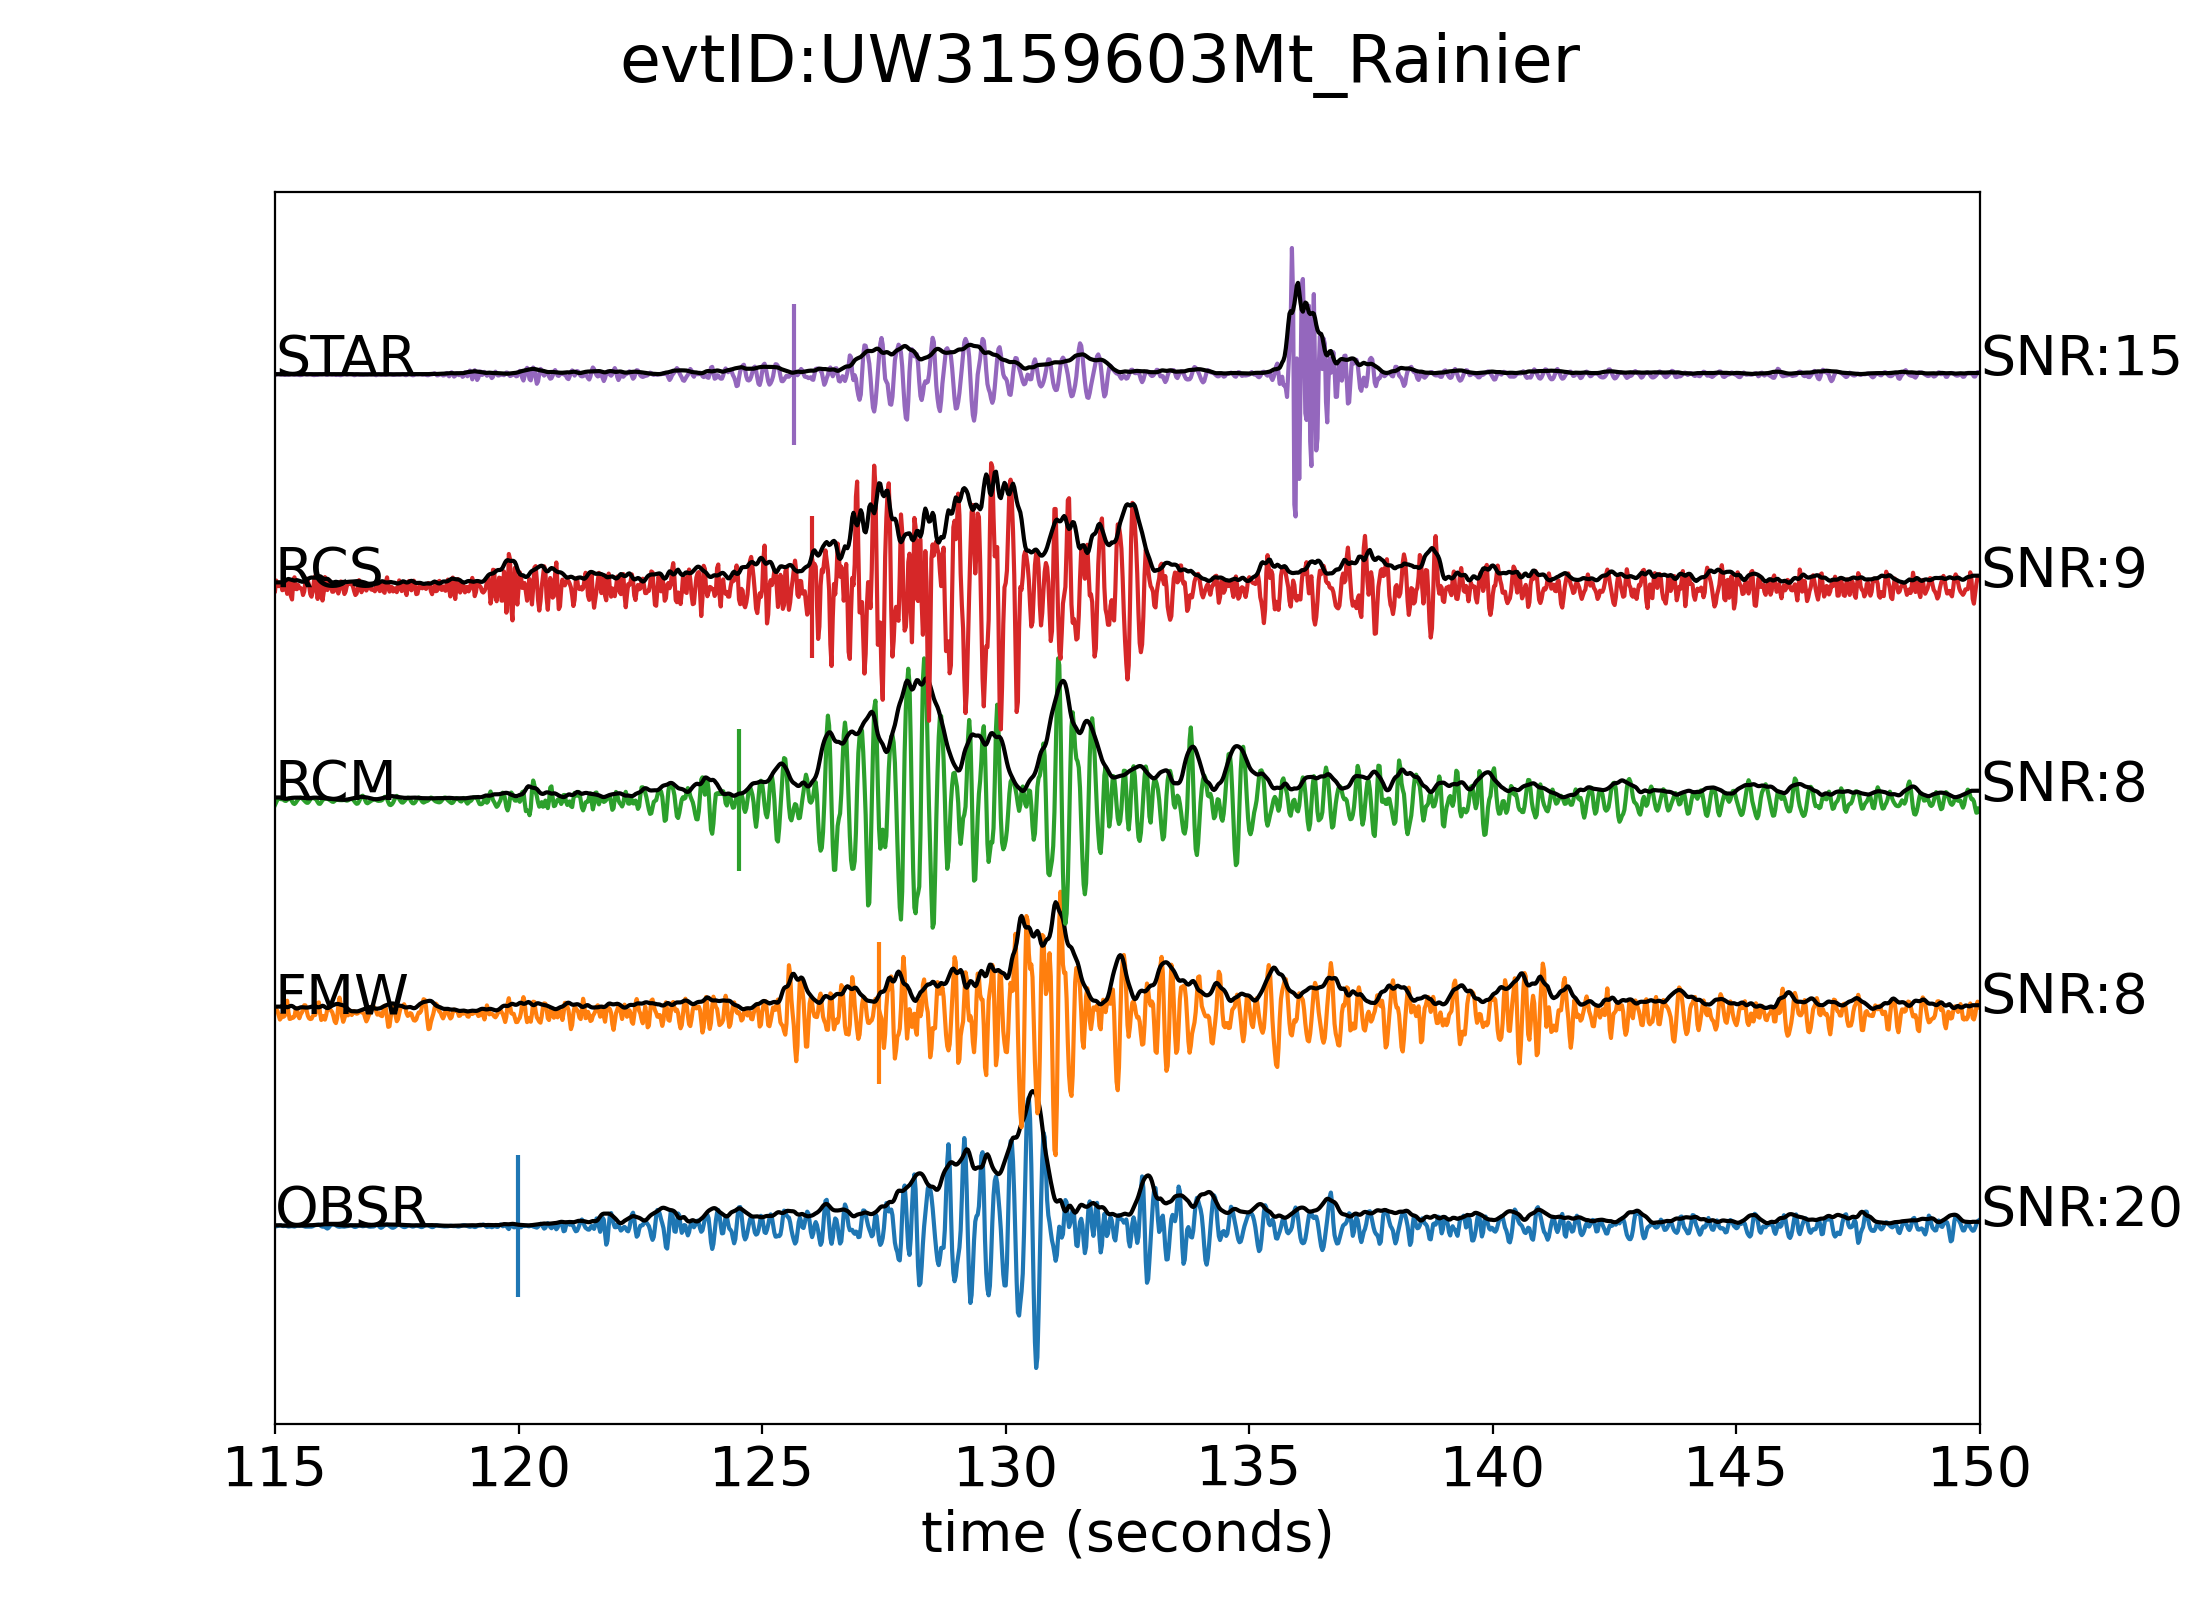 evtID:UW3159603Mt_Rainier
STAR SNR:15
RCS SNR:9
RCM SNR:8
FMW SNR:8
OBSR SNR:20
115 120 125 130 135 140 145 150
time (seconds)